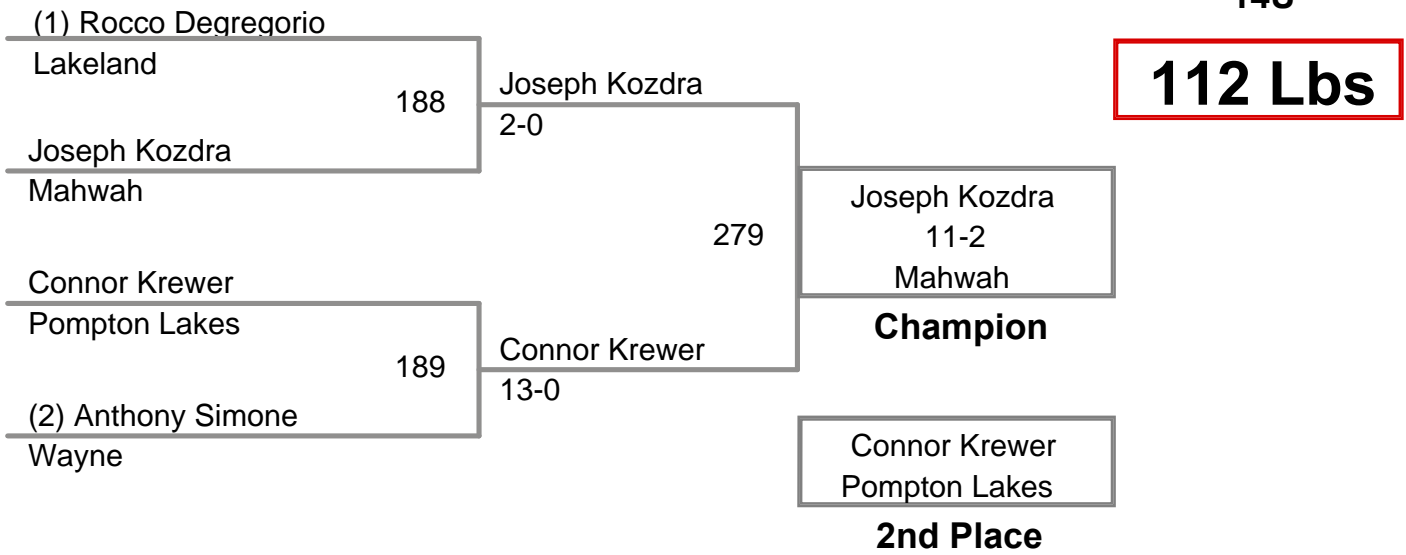 (1) Rocco Degregorio
Lakeland
188
Joseph Kozdra
Mahwah
Joseph Kozdra
2-0
Connor Krewer
Pompton Lakes
189
(2) Anthony Simone
Wayne
Connor Krewer
13-0
279
112 Lbs
Joseph Kozdra
11-2
Mahwah
Champion
Connor Krewer
Pompton Lakes
2nd Place